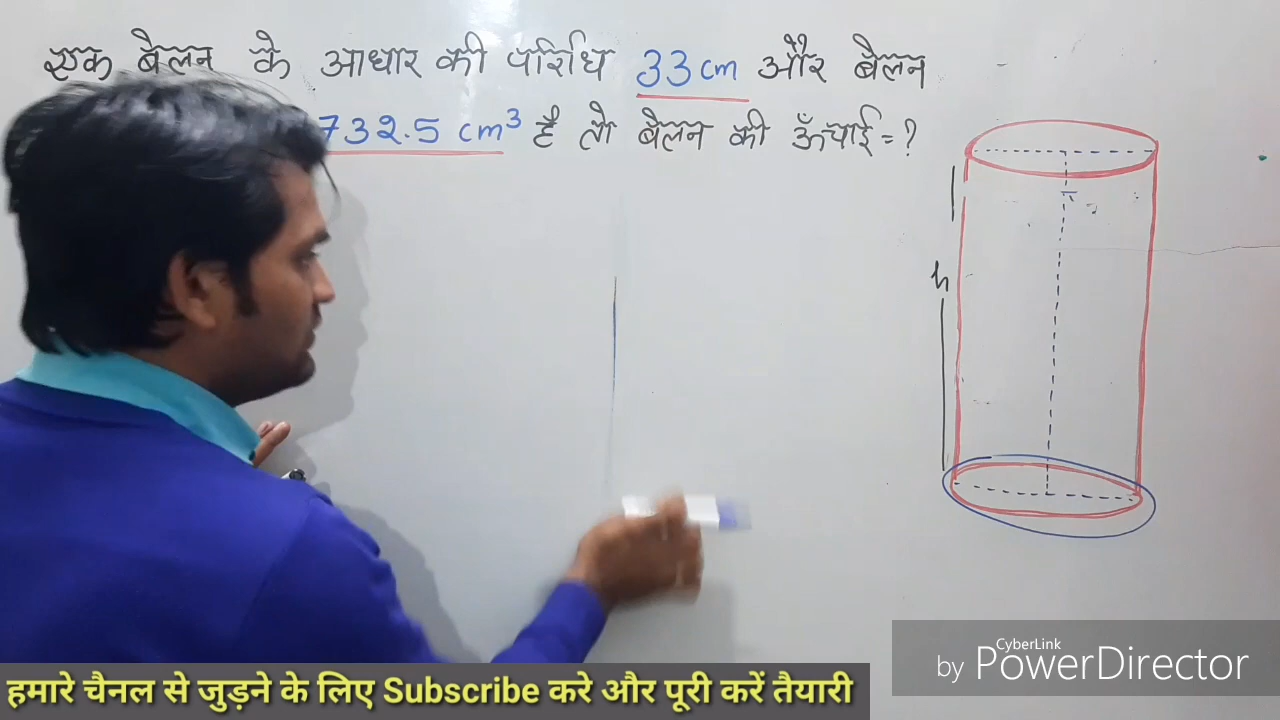 एक बेलन के आधार की परिधि 33 cm और बेलन
732.5 cm³ है तो बेलन की ऊँचाई = ?
h
हमारे चैनल से जुड़ने के लिए Subscribe करे और पूरी करें तैयारी
CyberLink
by PowerDirector